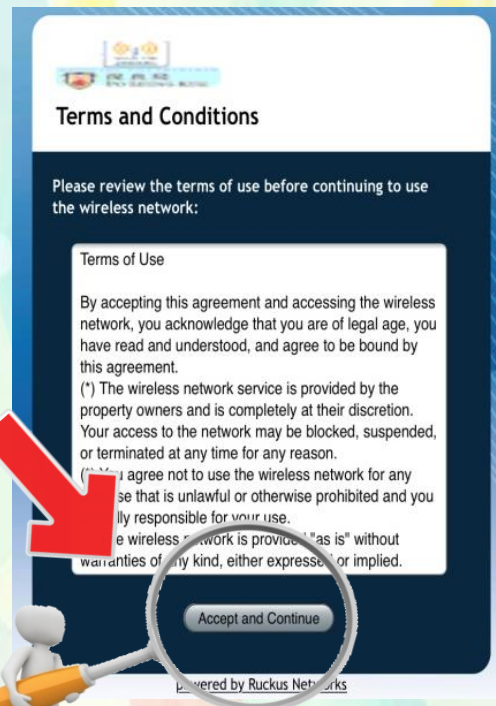 Terms and Conditions
Please review the terms of use before continuing to use
the wireless network:
Terms of Use
By accepting this agreement and accessing the wireless
network, you acknowledge that you are of legal age, you
have read and understood, and agree to be bound by
this agreement.
(*) The wireless network service is provided by the
property owners and is completely at their discretion.
Your access to the network may be blocked, suspended,
or terminated at any time for any reason.
agree not to use the wireless network for any
that is unlawful or otherwise prohibited and you
responsible for your use.
wireless network is provided "as is" without
warranties of any kind, either expressed or implied.
Accept and Continue
powered by Ruckus Networks